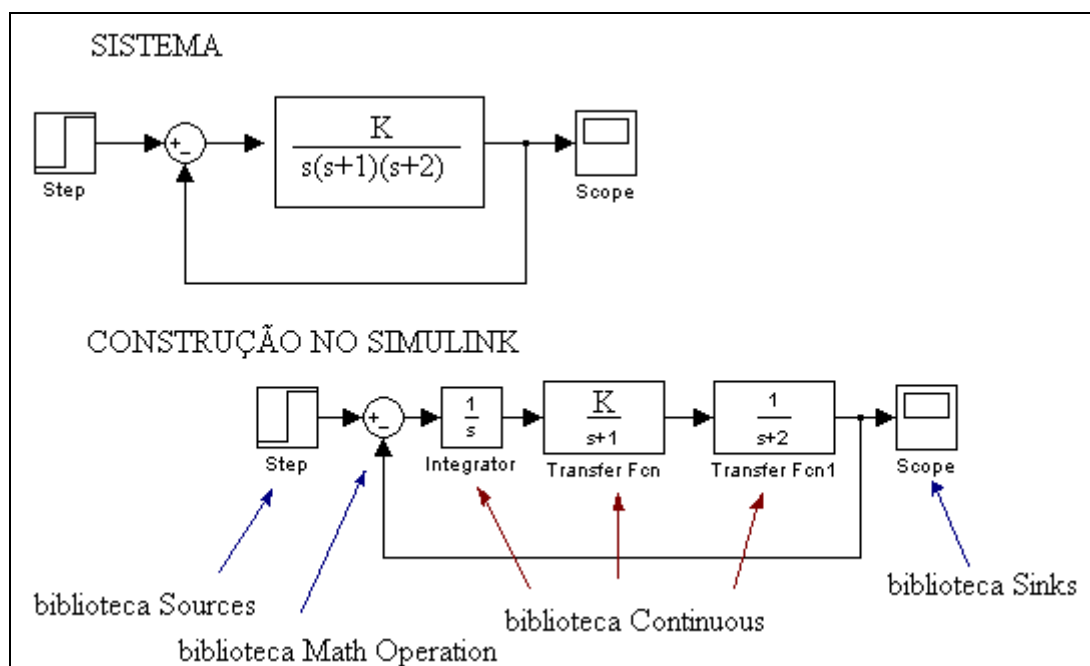 SISTEMA
Step
+
−
K
s(s+1)(s+2)
Scope
CONSTRUÇÃO NO SIMULINK
Step
+
−
1
s
Integrator
K
s+1
Transfer Fcn
1
s+2
Transfer Fcn1
Scope
biblioteca Sources
biblioteca Math Operation
biblioteca Continuous
biblioteca Sinks